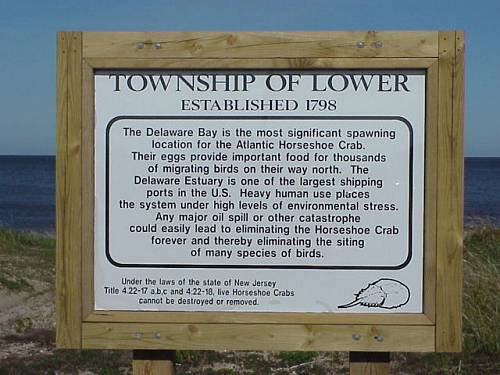 TOWNSHIP OF LOWER
ESTABLISHED 1798
The Delaware Bay is the most significant spawning
location for the Atlantic Horseshoe Crab.
Their eggs provide important food for thousands
of migrating birds on their way north. The
Delaware Estuary is one of the largest shipping
ports in the U.S. Heavy human use places
the system under high levels of environmental stress.
Any major oil spill or other catastrophe
could easily lead to eliminating the Horseshoe Crab
forever and thereby eliminating the siting
of many species of birds.
Under the laws of the state of New Jersey
Title 4:22-17 a,b,c and 4:22-18, live Horseshoe Crabs
cannot be destroyed or removed.